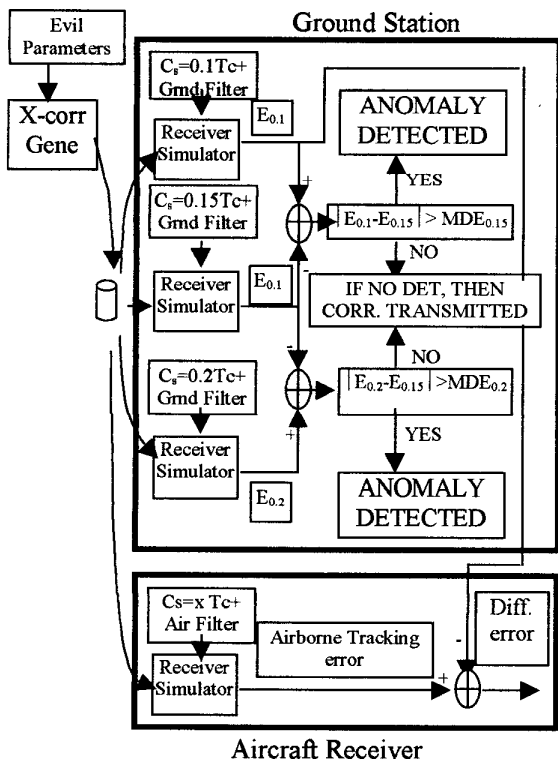 Ground Station
Evil
Parameters
X-corr
Gene
Cs=0.1Tc+
Grnd Filter
E0.1
Receiver
Simulator
ANOMALY
DETECTED
YES
+
|E0.1-E0.15| > MDE0.15
Cs=0.15Tc+
Grnd Filter
-
NO
Receiver
Simulator
E0.1
IF NO DET, THEN
CORR. TRANSMITTED
-
NO
Cs=0.2Tc+
Grnd Filter
|E0.2-E0.15| >MDE0.2
+
YES
Receiver
Simulator
E0.2
ANOMALY
DETECTED
Cs=x Tc+
Air Filter
Airborne Tracking
error
Diff.
error
-
Receiver
Simulator
+
Aircraft Receiver